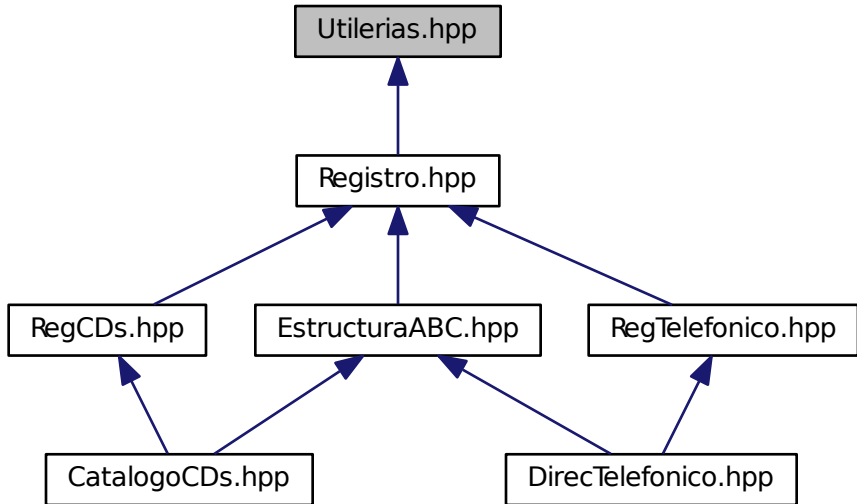 Utilerias.hpp
Registro.hpp
RegCDs.hpp
EstructuraABC.hpp
RegTelefonico.hpp
CatalogoCDs.hpp
DirecTelefonico.hpp